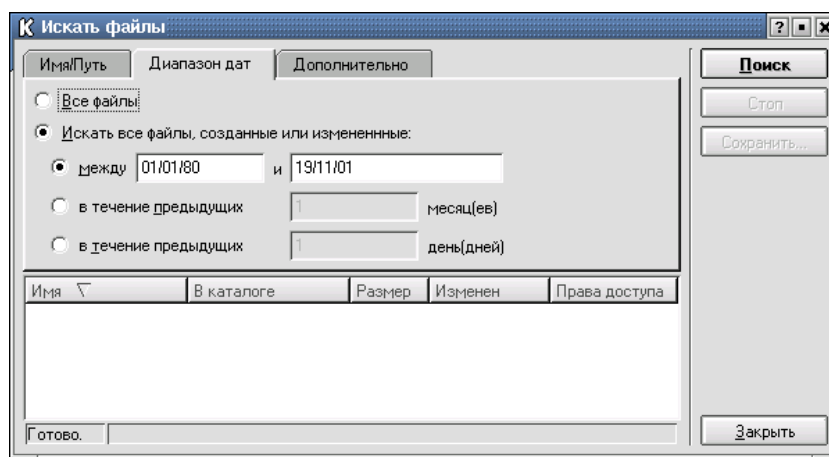 Искать файлы
Имя/Путь Диапазон дат Дополнительно
Все файлы
Искать все файлы, созданные или измененнные:
между 01/01/80 и 19/11/01
в течение предыдущих 1 месяц(ев)
в течение предыдущих 1 день(дней)
Имя В каталоге Размер Изменен Права доступа
Готово.
Поиск
Стоп
Сохранить...
Закрыть